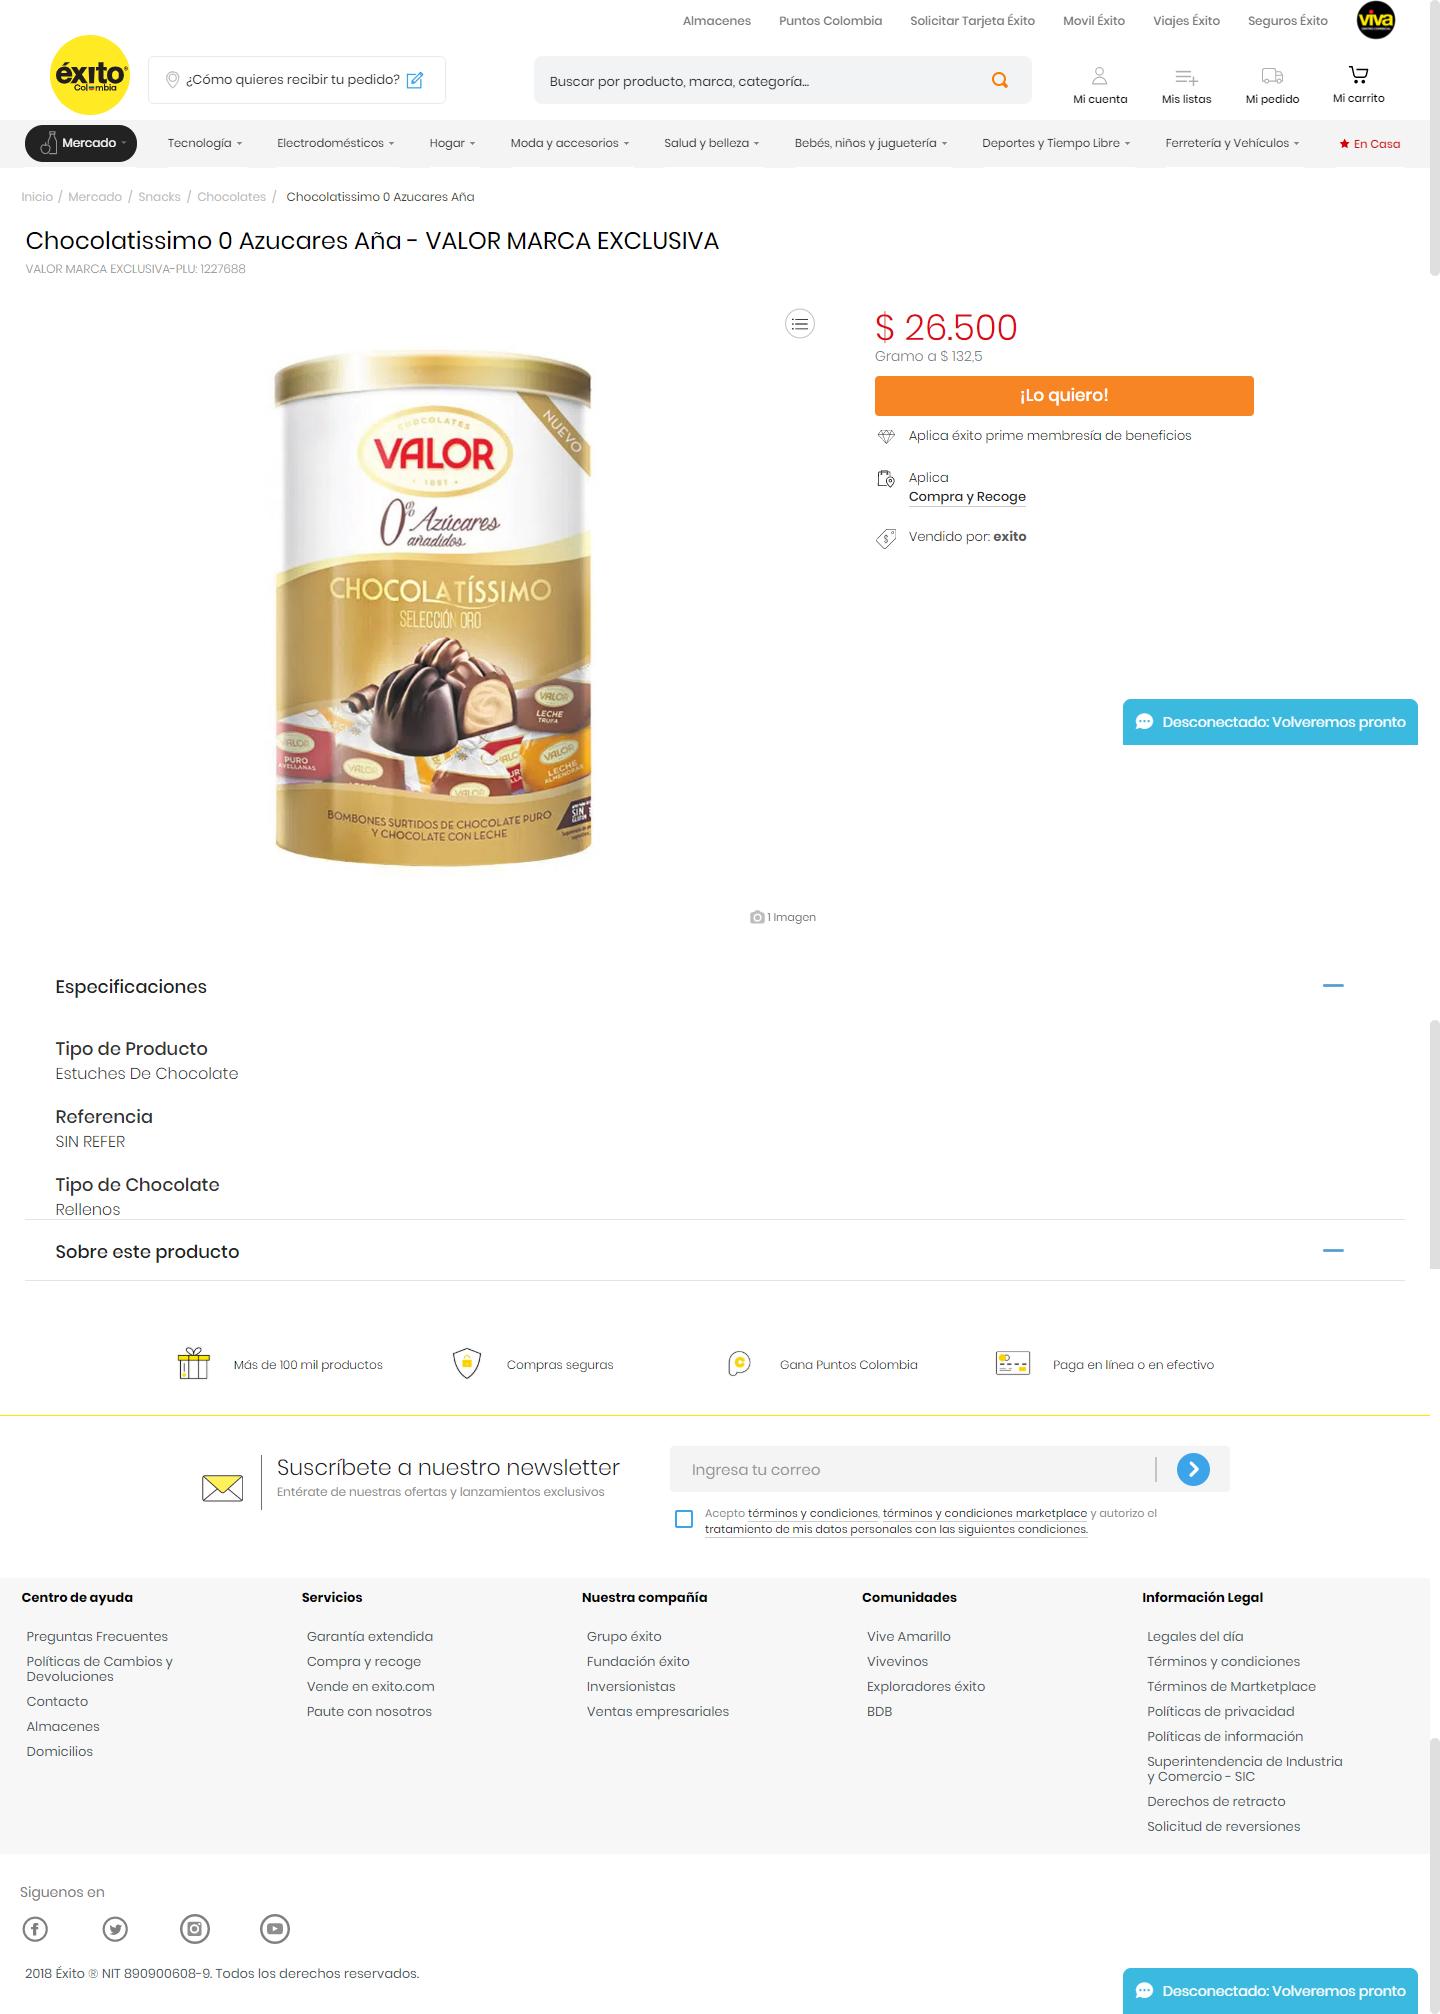 Almacenes
Puntos Colombia
Solicitar Tarjeta Éxito
Movil Éxito
Viajes Éxito
Seguros Éxito
viva
éxito
Colombia
¿Cómo quieres recibir tu pedido?
Buscar por producto, marca, categoría...
Mi cuenta
Mis listas
Mi pedido
Mi carrito
Mercado
Tecnología
Electrodomésticos
Hogar
Moda y accesorios
Salud y belleza
Bebés, niños y juguetería
Deportes y Tiempo Libre
Ferretería y Vehículos
En Casa
Inicio / Mercado / Snacks / Chocolates / Chocolatissimo 0 Azucares Aña
Chocolatissimo 0 Azucares Aña - VALOR MARCA EXCLUSIVA
VALOR MARCA EXCLUSIVA-PLU: 1227688
CHOCOLATES
VALOR
1881
NUEVO
0% Azúcares
añadidos
CHOCOLATÍSSIMO
SELECCIÓN ORO
VALOR
LECHE
TRUFA
VALOR
PURO
AVELLANAS
VALOR
VALOR
LECHE
ALMENDRAS
VALOR
BOMBONES SURTIDOS DE CHOCOLATE PURO
Y CHOCOLATE CON LECHE
SIN
1 Imagen
$ 26.500
Gramo a $ 132,5
¡Lo quiero!
Aplica éxito prime membresía de beneficios
Aplica
Compra y Recoge
Vendido por: exito
Desconectado: Volveremos pronto
Especificaciones
Tipo de Producto
Estuches De Chocolate
Referencia
SIN REFER
Tipo de Chocolate
Rellenos
Sobre este producto
Más de 100 mil productos
Compras seguras
Gana Puntos Colombia
Paga en línea o en efectivo
Suscríbete a nuestro newsletter
Entérate de nuestras ofertas y lanzamientos exclusivos
Ingresa tu correo
Acepto términos y condiciones, términos y condiciones marketplace y autorizo el
tratamiento de mis datos personales con las siguientes condiciones.
Centro de ayuda
Preguntas Frecuentes
Políticas de Cambios y
Devoluciones
Contacto
Almacenes
Domicilios
Servicios
Garantía extendida
Compra y recoge
Vende en exito.com
Paute con nosotros
Nuestra compañía
Grupo éxito
Fundación éxito
Inversionistas
Ventas empresariales
Comunidades
Vive Amarillo
Vivevinos
Exploradores éxito
BDB
Información Legal
Legales del día
Términos y condiciones
Términos de Martketplace
Políticas de privacidad
Políticas de información
Superintendencia de Industria
y Comercio - SIC
Derechos de retracto
Solicitud de reversiones
Siguenos en
2018 Éxito ® NIT 890900608-9. Todos los derechos reservados.
Desconectado: Volveremos pronto